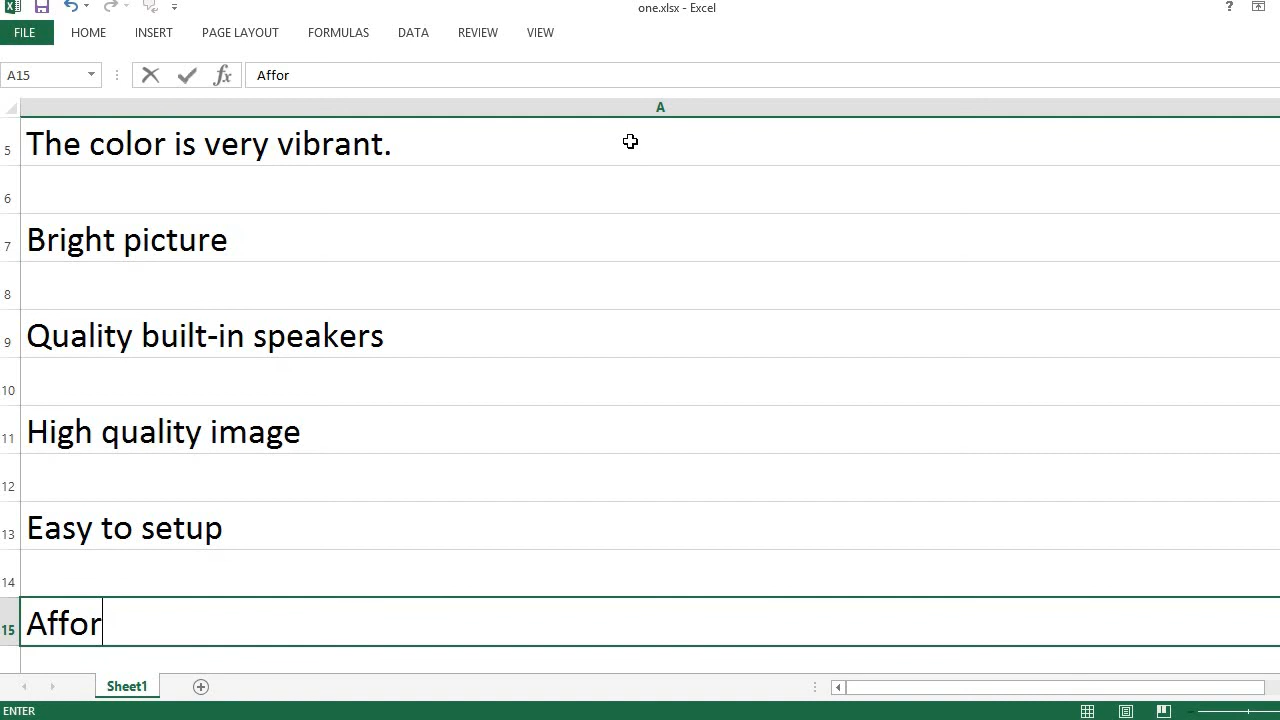 one.xlsx - Excel
?
FILE HOME INSERT PAGE LAYOUT FORMULAS DATA REVIEW VIEW
A15 fx Affor
A
5 The color is very vibrant.
6
7 Bright picture
8
9 Quality built-in speakers
10
11 High quality image
12
13 Easy to setup
14
15 Affor
Sheet1
ENTER